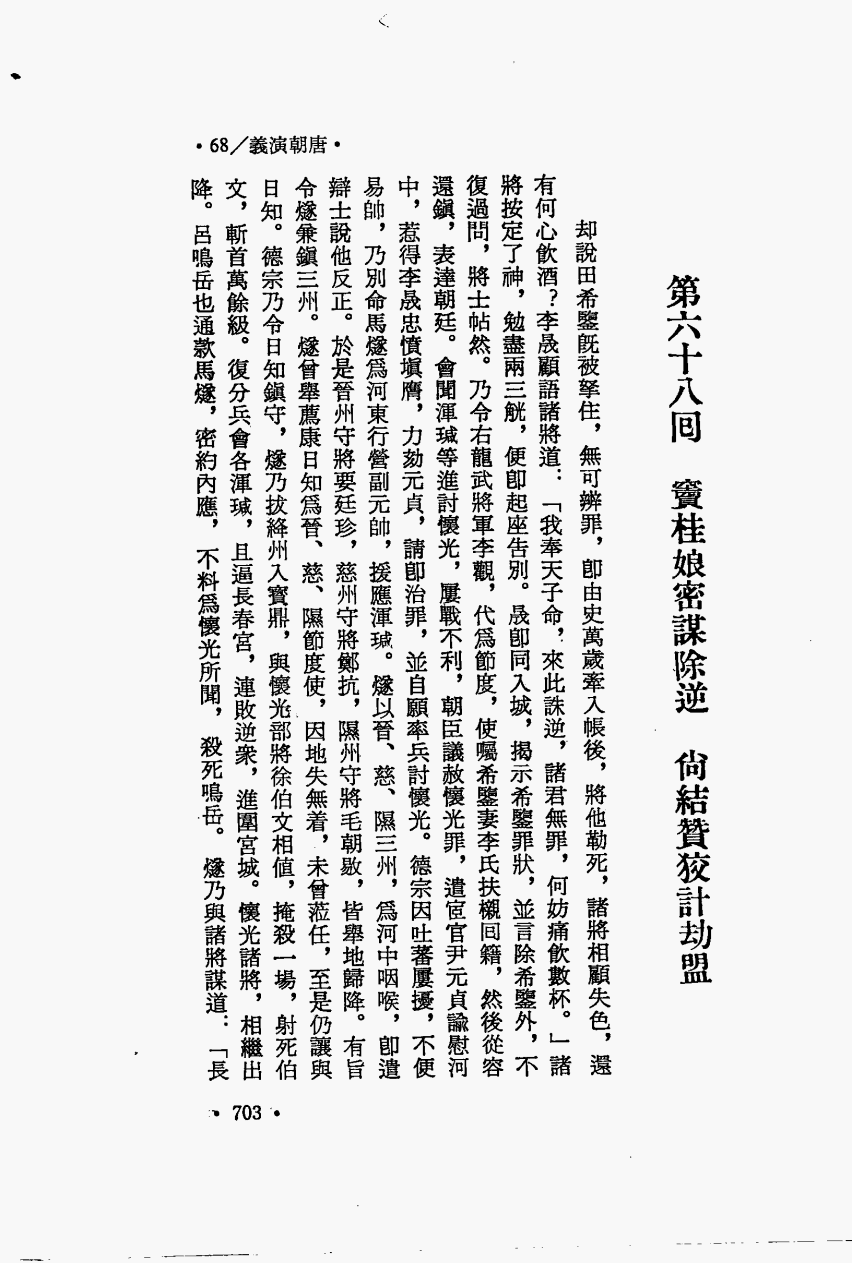 ·唐朝演義／68·
第六十八回　竇桂娘密謀除逆　尚結贊狡計劫盟
却說田希鑒既被拏住，無可辨罪，卽由史萬歲牽入帳後，將他勒死，諸將相顧失色，還
有何心飲酒？李晟顧語諸將道：「我奉天子命，來此誅逆，諸君無罪，何妨痛飲數杯。」諸
將按定了神，勉盡兩三觥，便卽起座告別。晟卽同入城，揭示希鑒罪狀，並言除希鑒外，不
復過問，將士帖然。乃令右龍武將軍李觀，代爲節度，使囑希鑒妻李氏扶櫬回籍，然後從容
還鎮，表達朝廷。會聞渾瑊等進討懷光，屢戰不利，朝臣議赦懷光罪，遣宦官尹元貞諭慰河
中，惹得李晟忠憤塡膺，力劾元貞，請卽治罪，並自願率兵討懷光。德宗因吐蕃屢擾，不便
易帥，乃別命馬燧爲河東行營副元帥，援應渾瑊。燧以晉、慈、隰三州，爲河中咽喉，卽遣
辯士說他反正。於是晉州守將要廷珍，慈州守將鄭抗，隰州守將毛朝敭，皆舉地歸降。有旨
令燧兼鎮三州。燧曾舉薦康日知爲晉、慈、隰節度使，因地失無着，未曾蒞任，至是仍讓與
日知。德宗乃令日知鎮守，燧乃拔絳州入寶鼎，與懷光部將徐伯文相値，掩殺一場，射死伯
文，斬首萬餘級。復分兵會各渾瑊，且逼長春宮，連敗逆衆，進圍宮城。懷光諸將，相繼出
降。呂鳴岳也通款馬燧，密約內應，不料爲懷光所聞，殺死鳴岳。燧乃與諸將謀道：「長
·703·